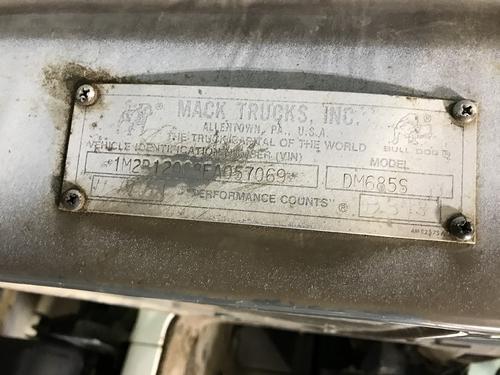 MACK TRUCKS, INC.
ALLENTOWN, PA., U.S.A.
THE TRUCK CAPITAL OF THE WORLD
VEHICLE IDENTIFICATION NUMBER (VIN) MODEL BULL DOG ®
DM685S
"PERFORMANCE COUNTS" ®